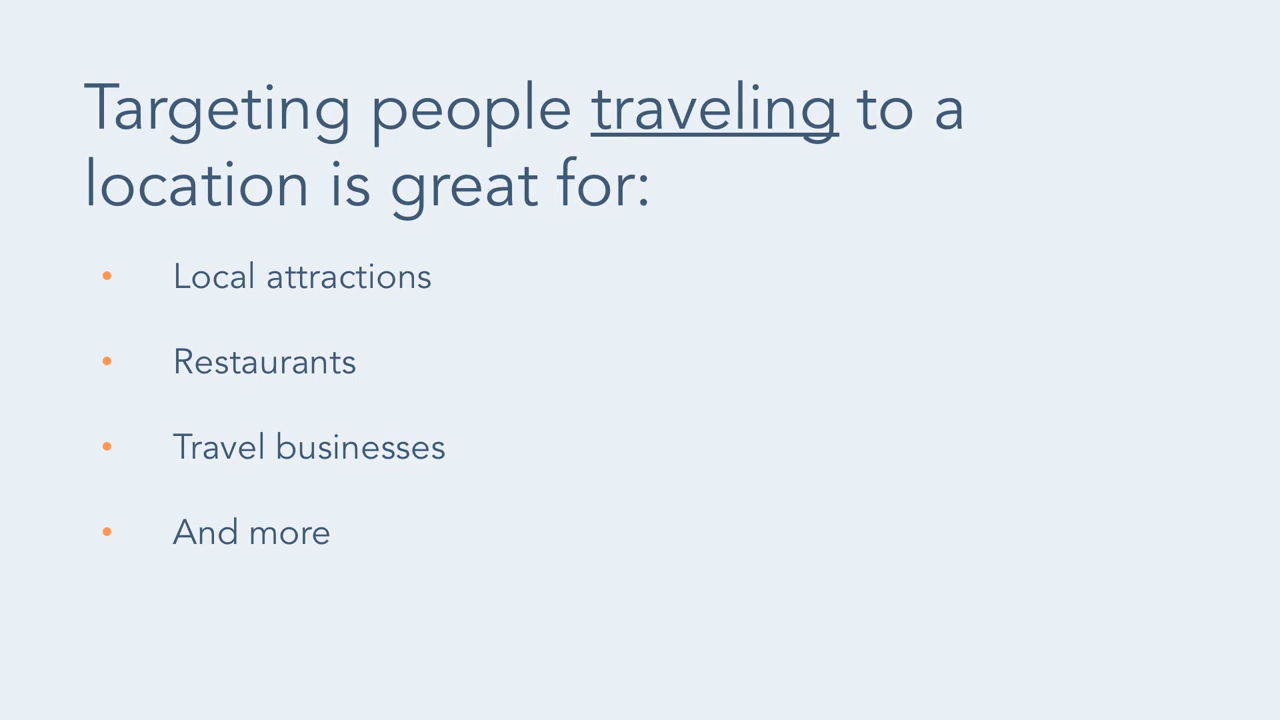 Targeting people traveling to a
location is great for:
• Local attractions
• Restaurants
• Travel businesses
• And more